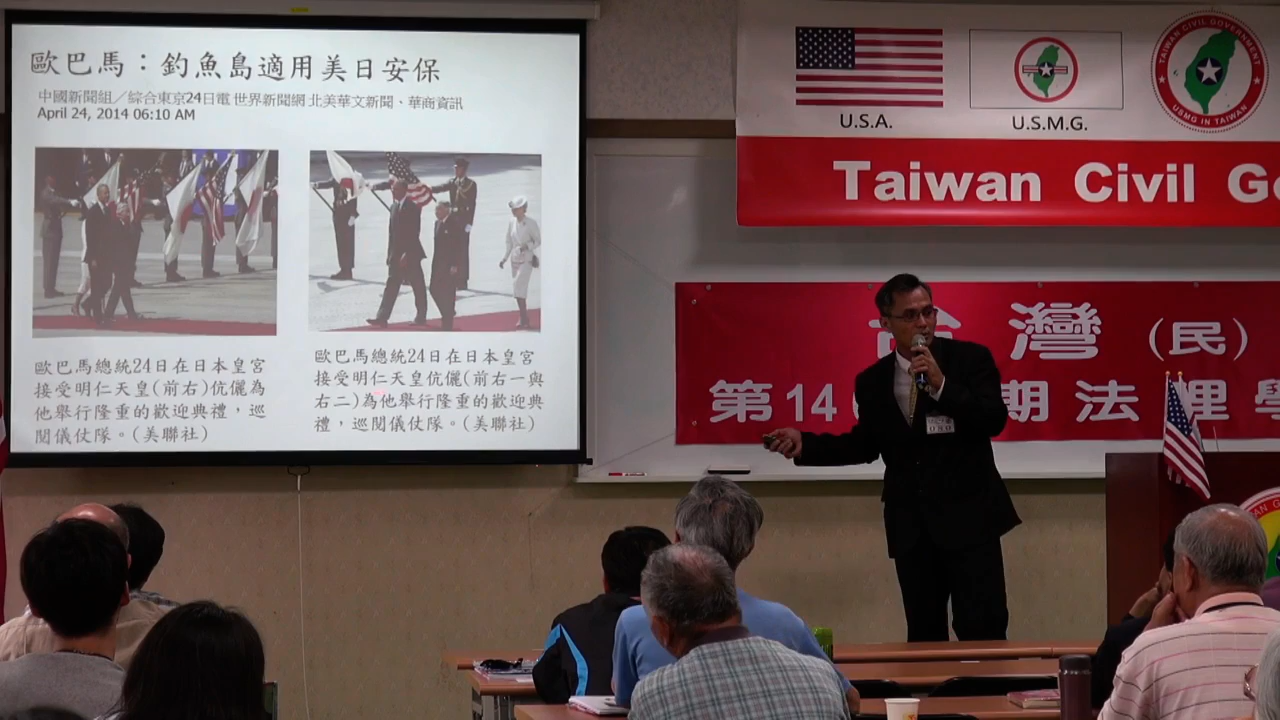 歐巴馬：釣魚島適用美日安保
中國新聞組／綜合東京24日電 世界新聞網 北美華文新聞、華商資訊
April 24, 2014 06:10 AM
歐巴馬總統24日在日本皇宮
接受明仁天皇(前右)伉儷為
他舉行隆重的歡迎典禮，巡
閱儀仗隊。(美聯社)
歐巴馬總統24日在日本皇宮
接受明仁天皇伉儷(前右一與
右二)為他舉行隆重的歡迎典
禮，巡閱儀仗隊。(美聯社)
U.S.A.
U.S.M.G.
TAIWAN CIVIL GOVERNMENT
USMG IN TAIWAN
Taiwan Civil
灣 (民)
第14 期法理學